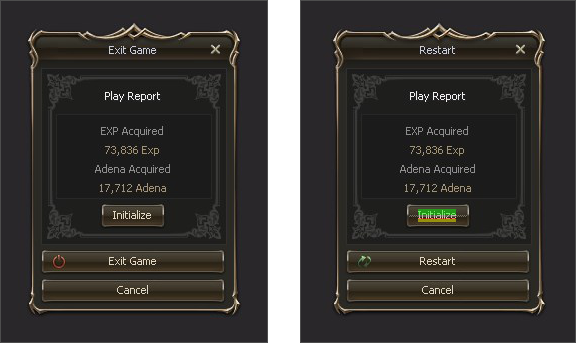 Exit Game
Play Report
EXP Acquired
73,836 Exp
Adena Acquired
17,712 Adena
Initialize
Exit Game
Cancel
Restart
Play Report
EXP Acquired
73,836 Exp
Adena Acquired
17,712 Adena
Initialize
Restart
Cancel